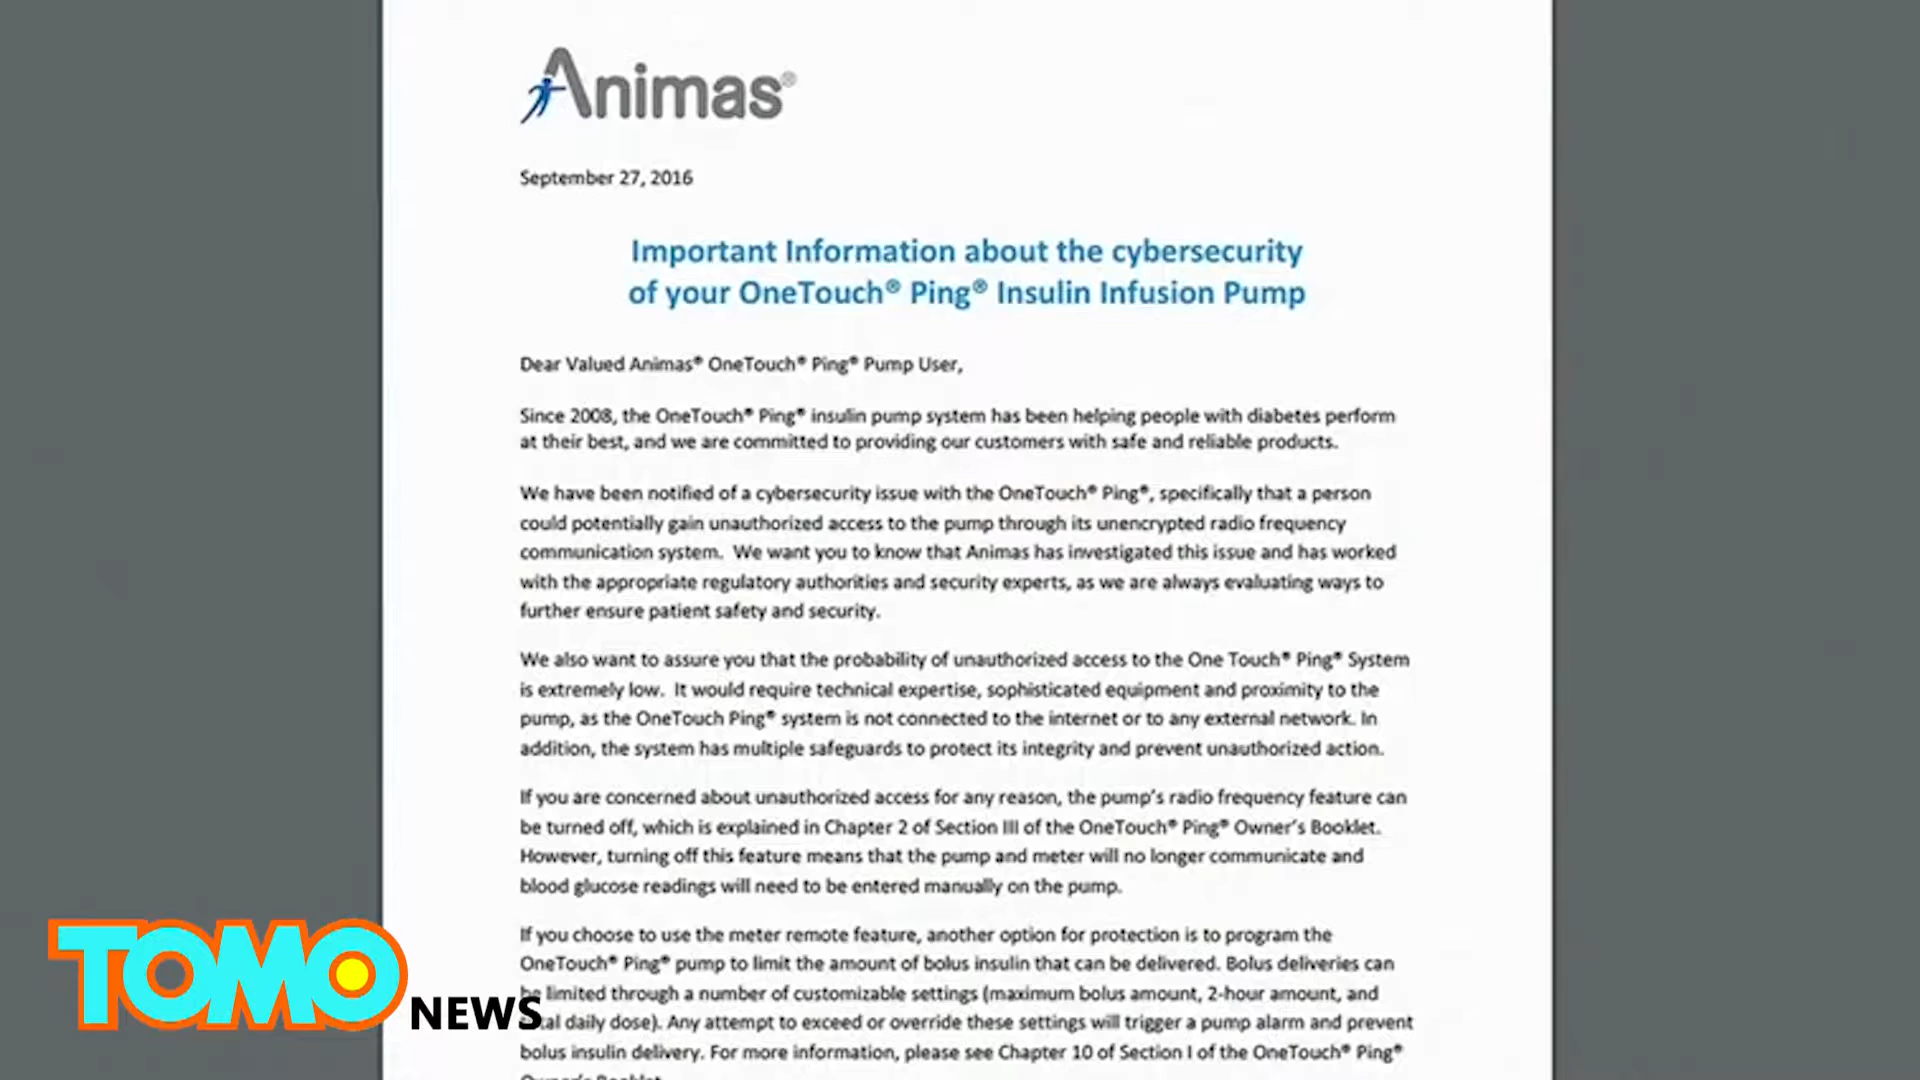 Animas®
September 27, 2016
Important Information about the cybersecurity
of your OneTouch® Ping® Insulin Infusion Pump
Dear Valued Animas® OneTouch® Ping® Pump User,
Since 2008, the OneTouch® Ping® insulin pump system has been helping people with diabetes perform
at their best, and we are committed to providing our customers with safe and reliable products.
We have been notified of a cybersecurity issue with the OneTouch® Ping®, specifically that a person
could potentially gain unauthorized access to the pump through its unencrypted radio frequency
communication system. We want you to know that Animas has investigated this issue and has worked
with the appropriate regulatory authorities and security experts, as we are always evaluating ways to
further ensure patient safety and security.
We also want to assure you that the probability of unauthorized access to the One Touch® Ping® System
is extremely low. It would require technical expertise, sophisticated equipment and proximity to the
pump, as the OneTouch Ping® system is not connected to the internet or to any external network. In
addition, the system has multiple safeguards to protect its integrity and prevent unauthorized action.
If you are concerned about unauthorized access for any reason, the pump's radio frequency feature can
be turned off, which is explained in Chapter 2 of Section III of the OneTouch® Ping® Owner's Booklet.
However, turning off this feature means that the pump and meter will no longer communicate and
blood glucose readings will need to be entered manually on the pump.
If you choose to use the meter remote feature, another option for protection is to program the
OneTouch® Ping® pump to limit the amount of bolus insulin that can be delivered. Bolus deliveries can
be limited through a number of customizable settings (maximum bolus amount, 2-hour amount, and
daily dose). Any attempt to exceed or override these settings will trigger a pump alarm and prevent
bolus insulin delivery. For more information, please see Chapter 10 of Section I of the OneTouch® Ping®
TOMO NEWS